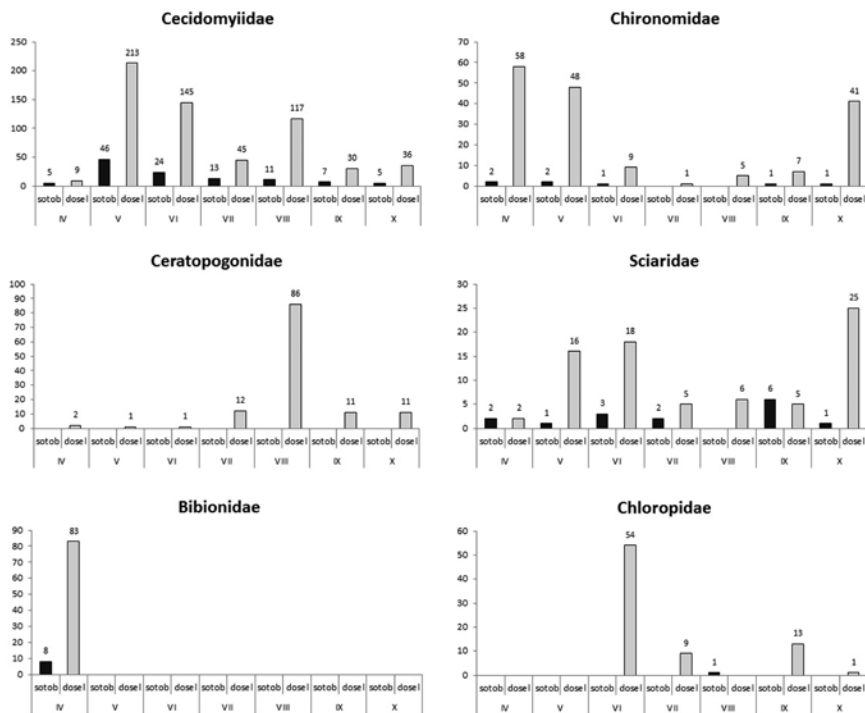 Cecidomyiidae
250
200
150
100
50
0
5 9 46 213 24 145 13 45 11 117 7 30 5 36
sotob dosel sotob dosel sotob dosel sotob dosel sotob dosel sotob dosel sotob dosel
IV V VI VII VIII IX X
Chironomidae
70
60
50
40
30
20
10
0
2 58 2 48 1 9 1 5 1 7 1 41
sotob dosel sotob dosel sotob dosel sotob dosel sotob dosel sotob dosel sotob dosel
IV V VI VII VIII IX X
Ceratopogonidae
100
90
80
70
60
50
40
30
20
10
0
2 1 1 12 86 11 11
sotob dosel sotob dosel sotob dosel sotob dosel sotob dosel sotob dosel sotob dosel
IV V VI VII VIII IX X
Sciaridae
30
25
20
15
10
5
0
2 2 1 16 3 18 2 5 6 6 5 1 25
sotob dosel sotob dosel sotob dosel sotob dosel sotob dosel sotob dosel sotob dosel
IV V VI VII VIII IX X
Bibionidae
90
80
70
60
50
40
30
20
10
0
8 83
sotob dosel sotob dosel sotob dosel sotob dosel sotob dosel sotob dosel sotob dosel
IV V VI VII VIII IX X
Chloropidae
60
50
40
30
20
10
0
54 9 1 13 1
sotob dosel sotob dosel sotob dosel sotob dosel sotob dosel sotob dosel sotob dosel
IV V VI VII VIII IX X